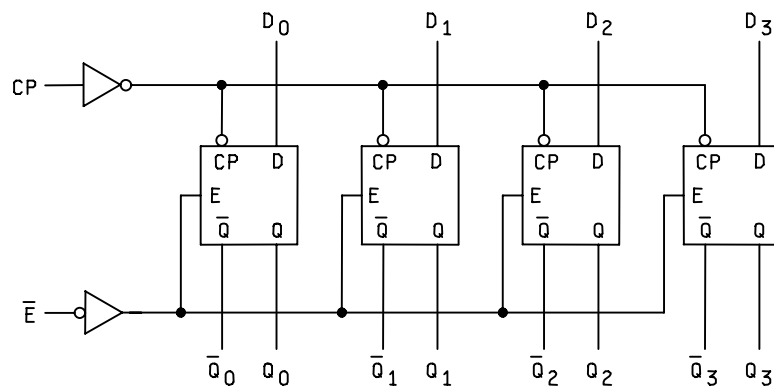 D0 D1 D2 D3
CP
CP D CP D CP D CP D
E E E E
Q̅ Q Q̅ Q Q̅ Q Q̅ Q
E̅
Q̅0 Q0 Q̅1 Q1 Q̅2 Q2 Q̅3 Q3